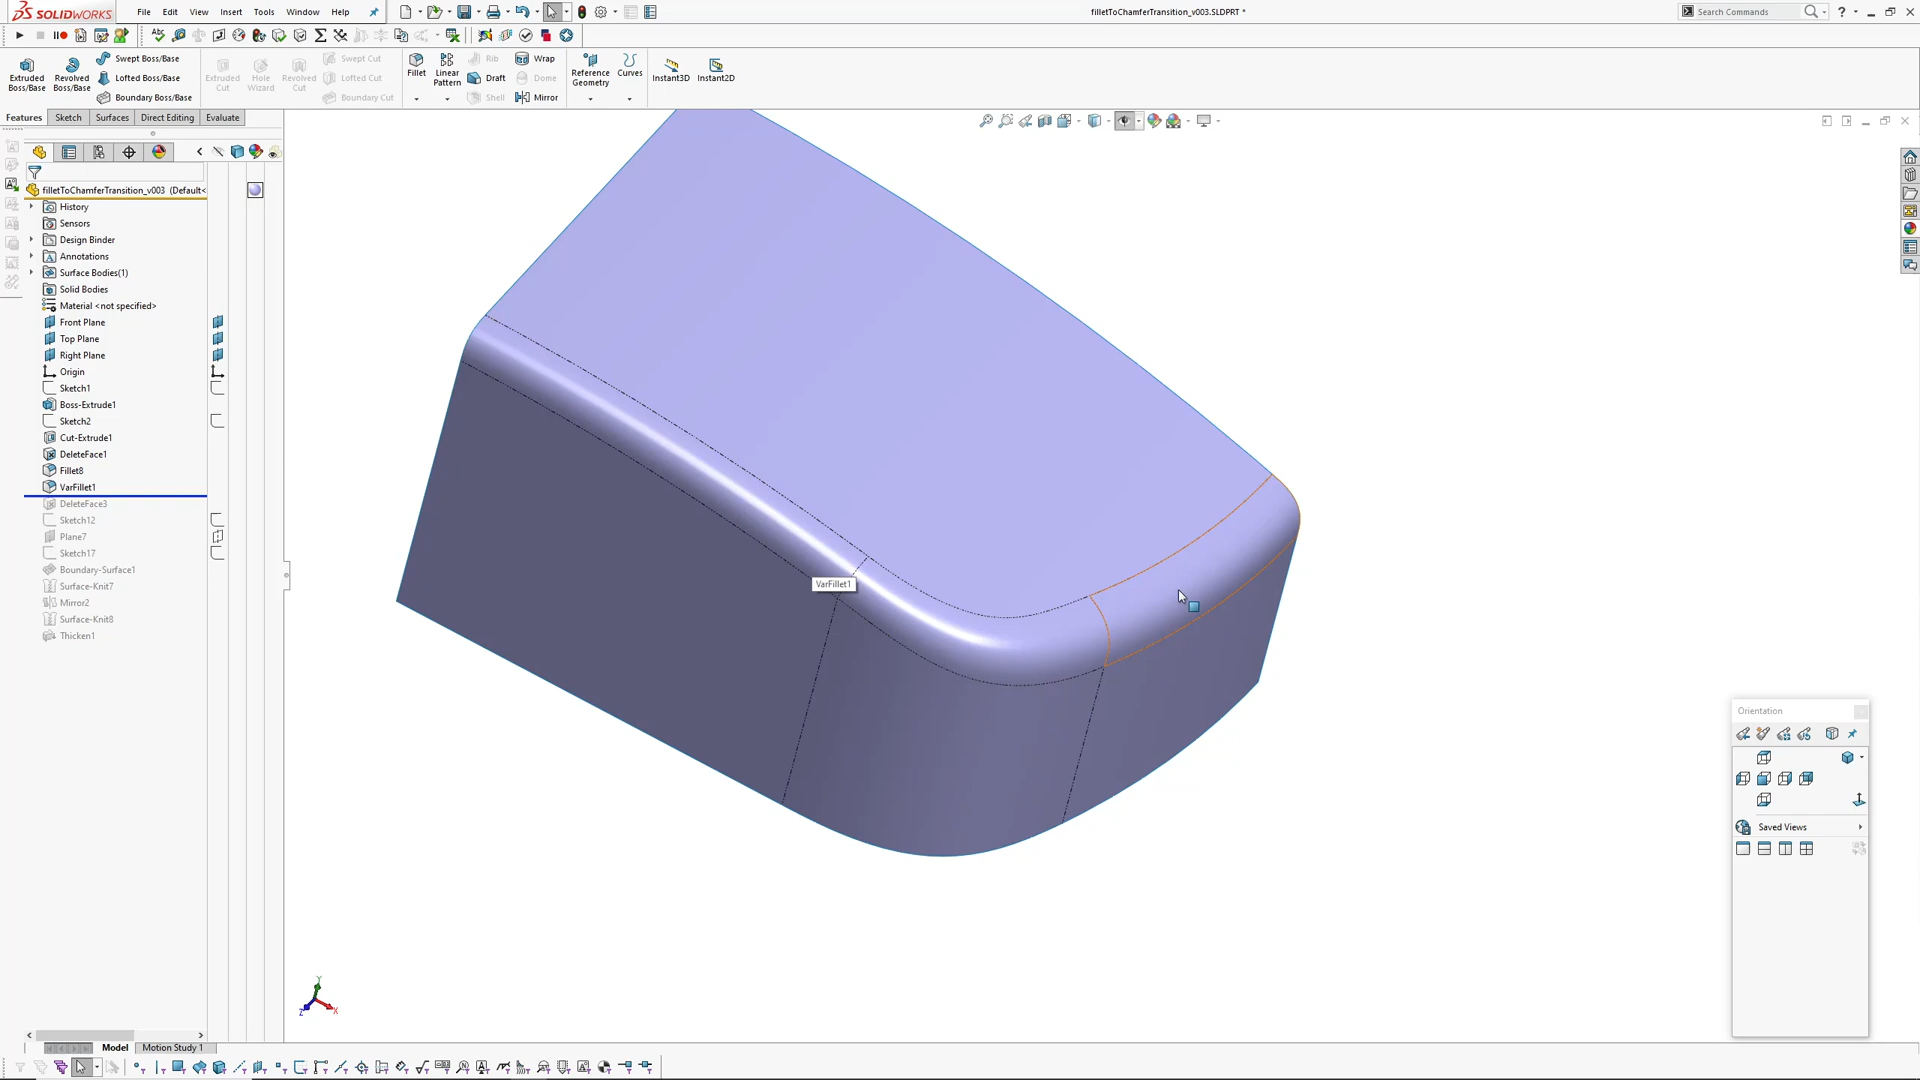 SOLIDWORKS File Edit View Insert Tools Window Help filletToChamferTransition_v003.SLDPRT * Search Commands
Extruded Boss/Base
Revolved Boss/Base
Swept Boss/Base
Lofted Boss/Base
Boundary Boss/Base
Extruded Cut
Hole Wizard
Revolved Cut
Swept Cut
Lofted Cut
Boundary Cut
Fillet
Linear Pattern
Rib
Draft
Shell
Wrap
Dome
Mirror
Reference Geometry
Curves
Instant3D
Instant2D
Features Sketch Surfaces Direct Editing Evaluate
filletToChamferTransition_v003 (Default<
History
Sensors
Design Binder
Annotations
Surface Bodies(1)
Solid Bodies
Material <not specified>
Front Plane
Top Plane
Right Plane
Origin
Sketch1
Boss-Extrude1
Sketch2
Cut-Extrude1
DeleteFace1
Fillet8
VarFillet1
DeleteFace3
Sketch12
Plane7
Sketch17
Boundary-Surface1
Surface-Knit7
Mirror2
Surface-Knit8
Thicken1
VarFillet1
Orientation
Saved Views
Y
Z
X
Model Motion Study 1